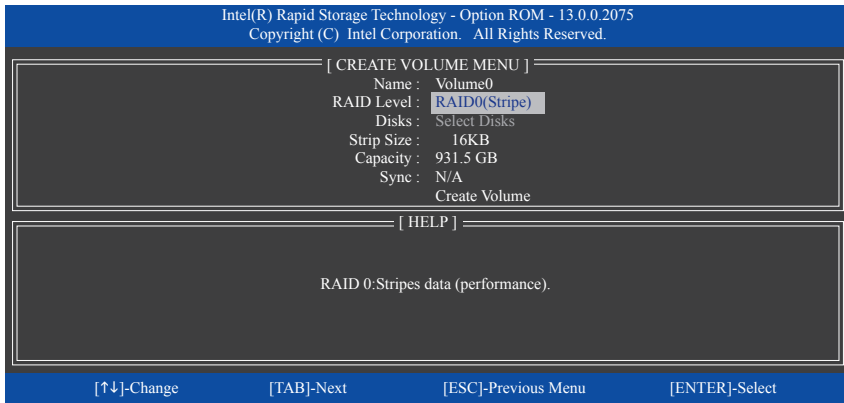 Intel(R) Rapid Storage Technology - Option ROM - 13.0.0.2075
Copyright (C) Intel Corporation. All Rights Reserved.
[ CREATE VOLUME MENU ]
Name : Volume0
RAID Level : RAID0(Stripe)
Disks : Select Disks
Strip Size : 16KB
Capacity : 931.5 GB
Sync : N/A
Create Volume
[ HELP ]
RAID 0:Stripes data (performance).
[↑↓]-Change [TAB]-Next [ESC]-Previous Menu [ENTER]-Select